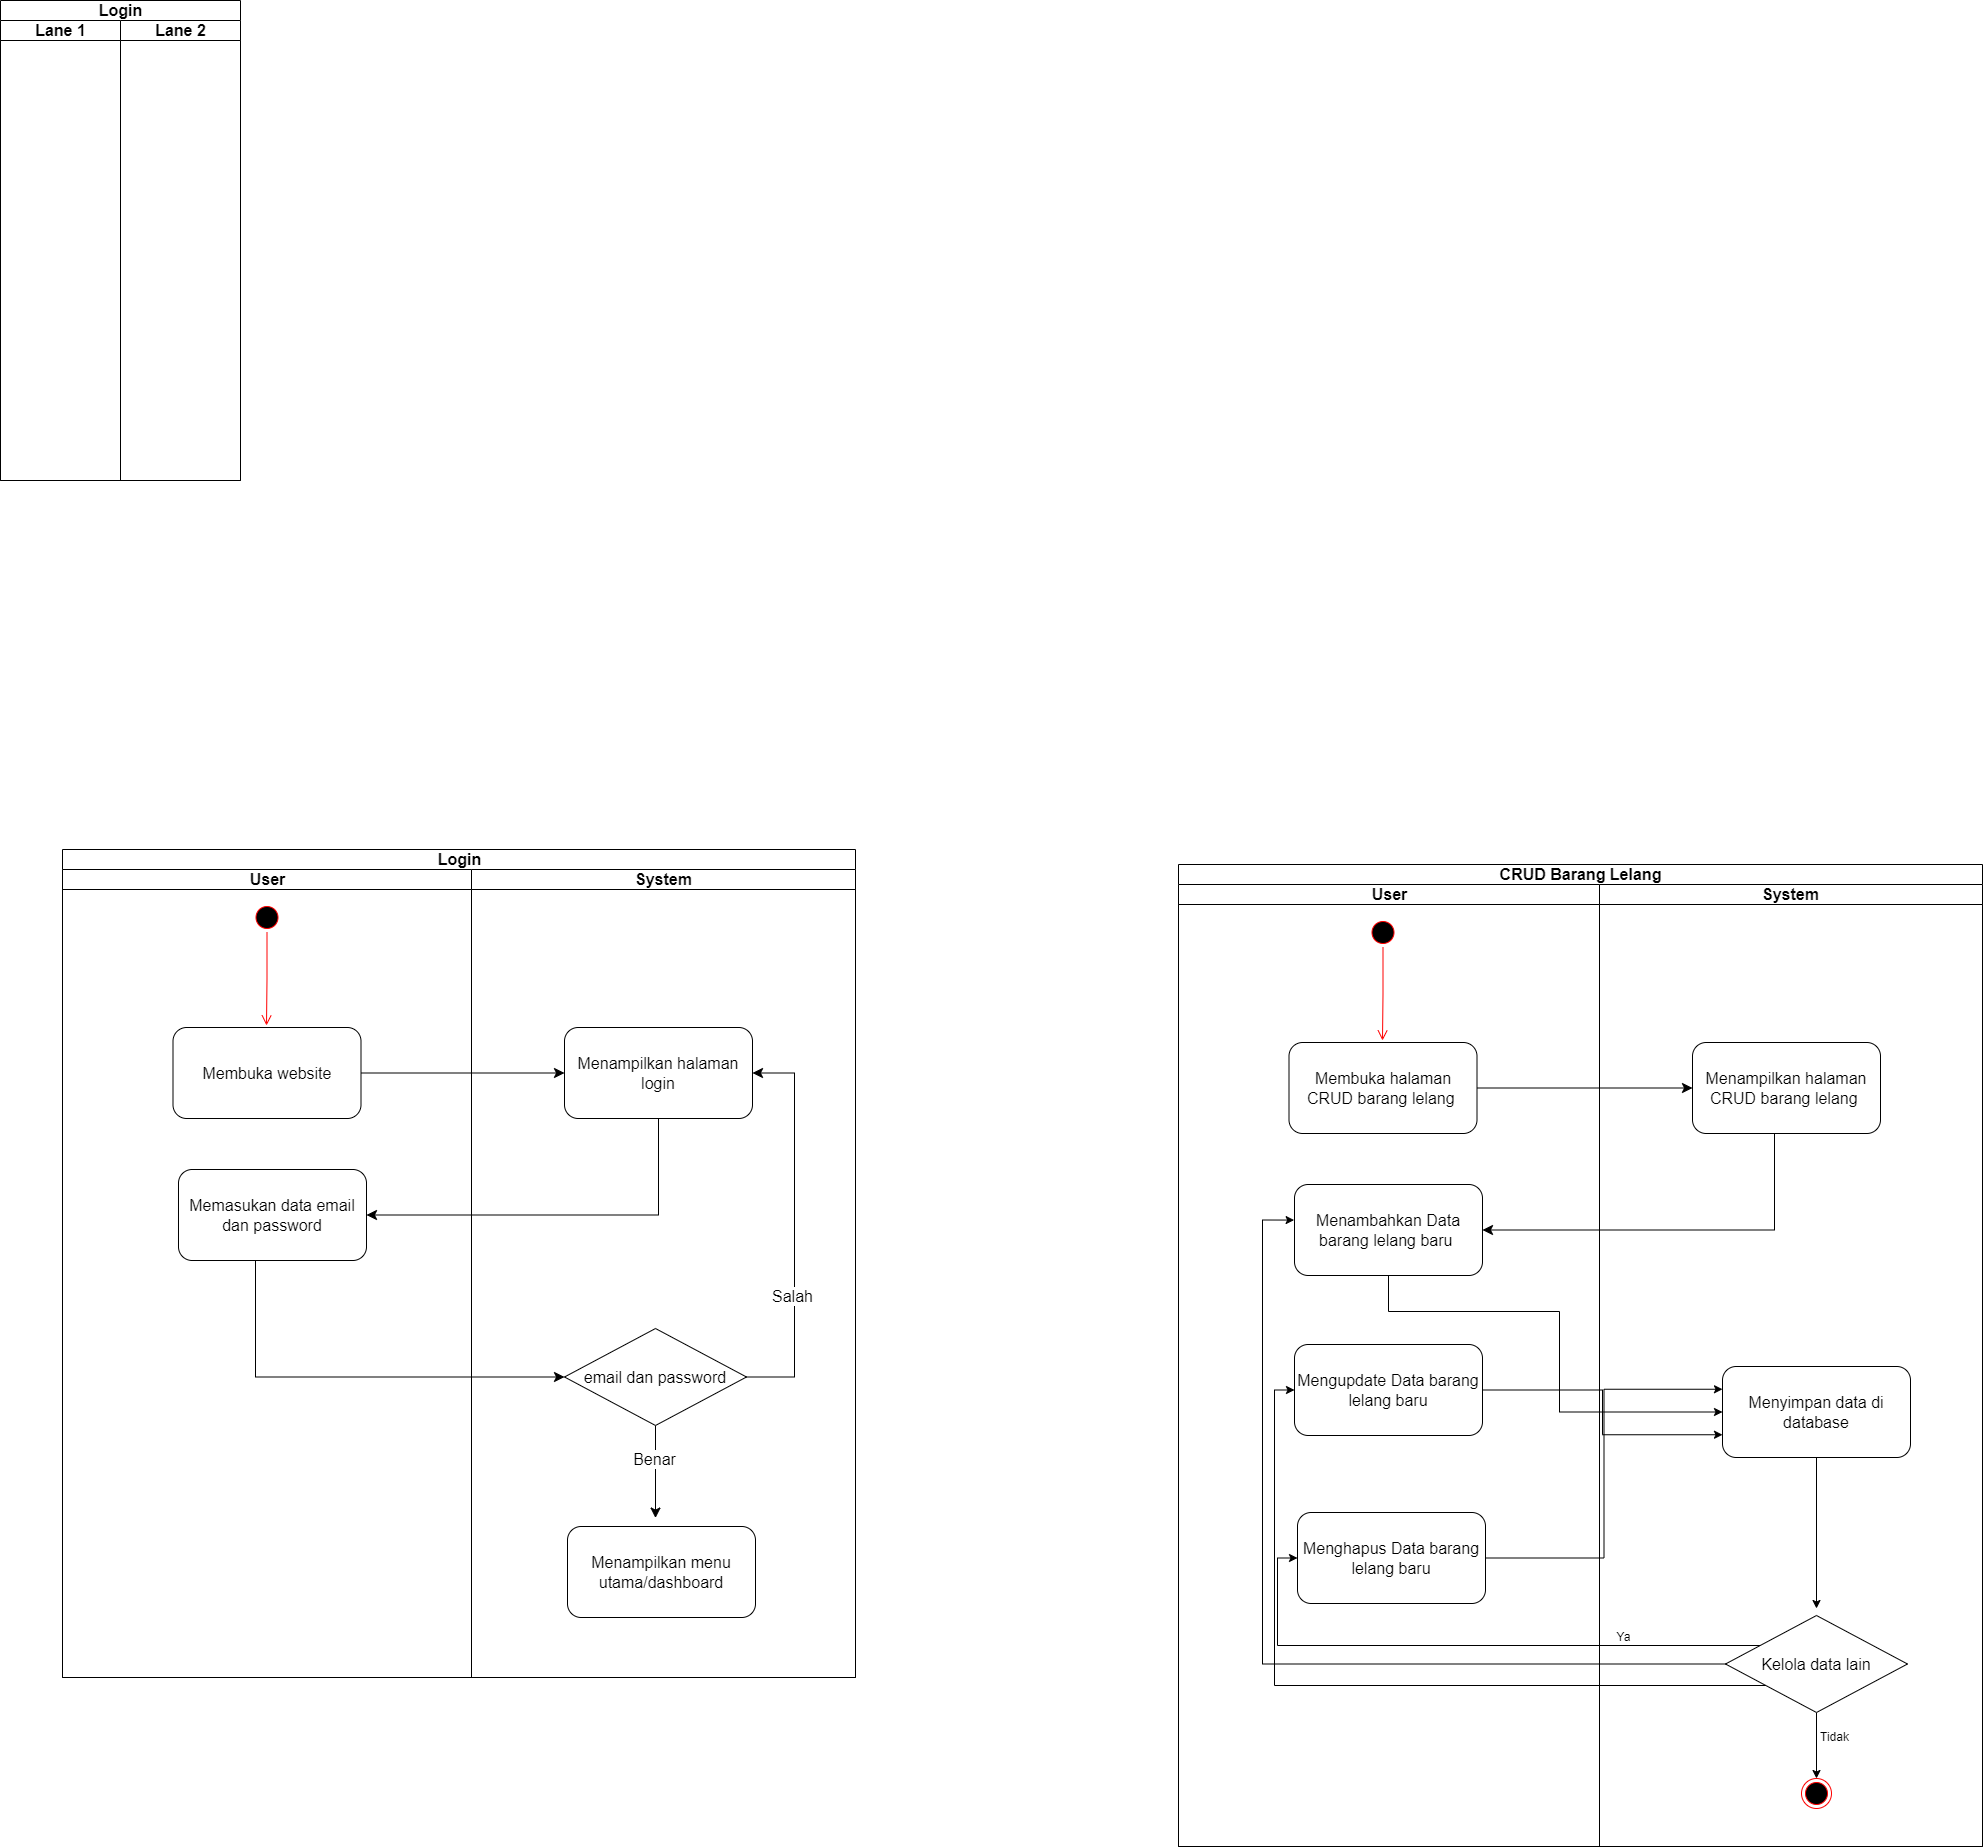 Login
Lane 1
Lane 2
Login
User
System
Membuka website
Menampilkan halaman
login
Memasukan data email
dan password
Salah
email dan password
Benar
Menampilkan menu
utama/dashboard
CRUD Barang Lelang
User
System
Membuka halaman
CRUD barang lelang
Menampilkan halaman
CRUD barang lelang
Menambahkan Data
barang lelang baru
Mengupdate Data barang
lelang baru
Menyimpan data di
database
Menghapus Data barang
lelang baru
Ya
Kelola data lain
Tidak